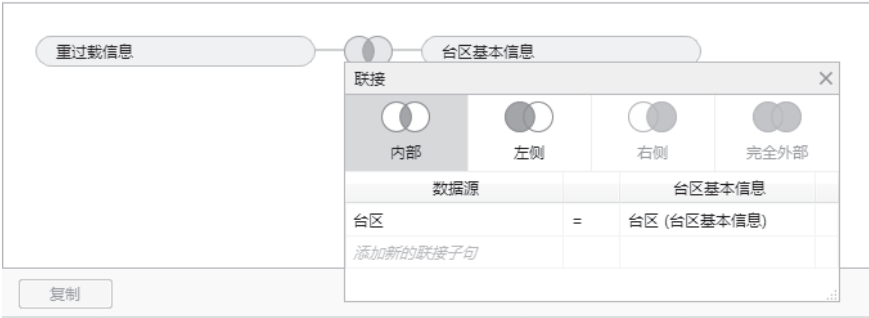 重过载信息
台区基本信息
联接
内部
左侧
右侧
完全外部
数据源
台区基本信息
台区
=
台区 (台区基本信息)
添加新的联接子句
复制